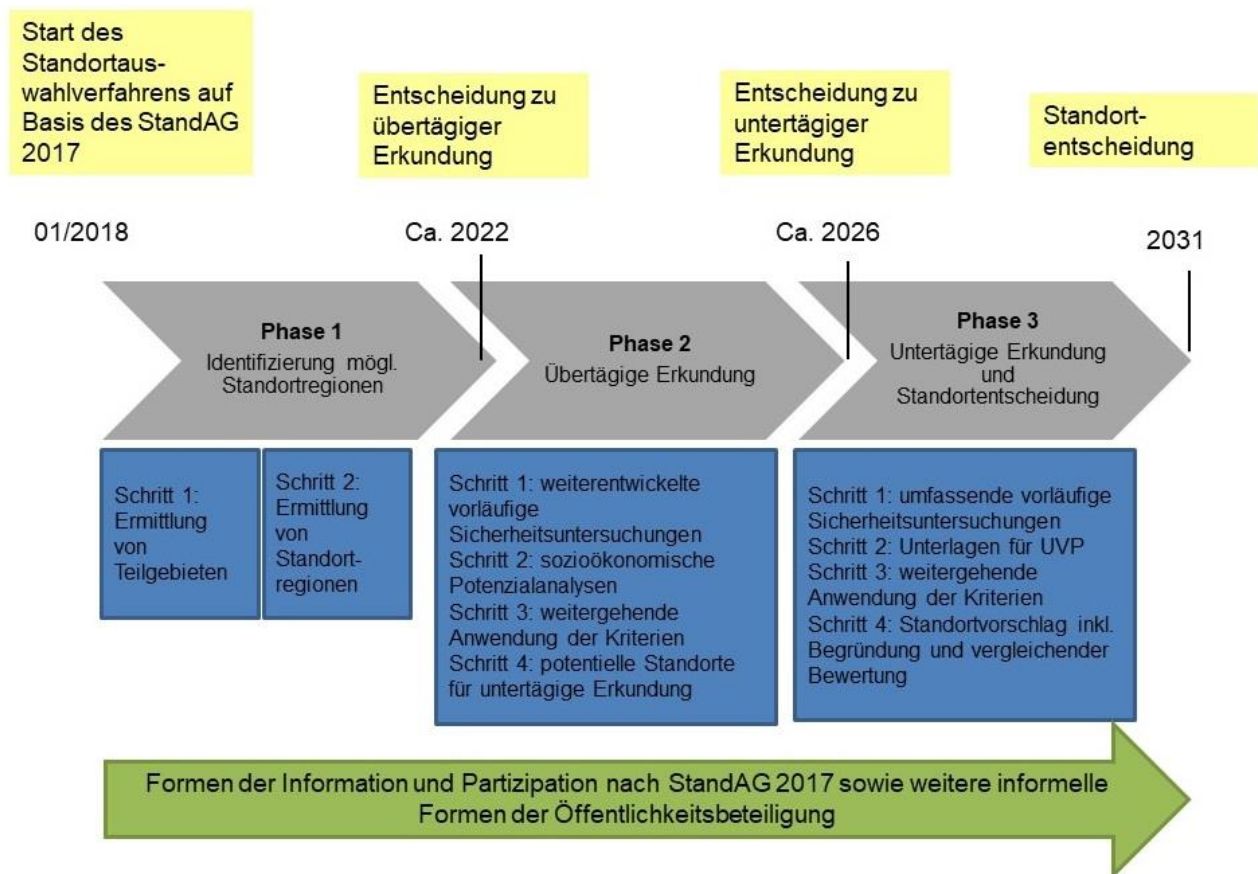 Start des
Standortaus-
wahlverfahrens auf
Basis des StandAG
2017
Entscheidung zu
übertägiger
Erkundung
Entscheidung zu
untertägiger
Erkundung
Standort-
entscheidung
01/2018
Ca. 2022
Ca. 2026
2031
Phase 1
Identifizierung mögl.
Standortregionen
Phase 2
Übertägige Erkundung
Phase 3
Untertägige Erkundung
und
Standortentscheidung
Schritt 1:
Ermittlung
von
Teilgebieten
Schritt 2:
Ermittlung
von
Standort-
regionen
Schritt 1: weiterentwickelte
vorläufige
Sicherheitsuntersuchungen
Schritt 2: sozioökonomische
Potenzialanalysen
Schritt 3: weitergehende
Anwendung der Kriterien
Schritt 4: potentielle Standorte
für untertägige Erkundung
Schritt 1: umfassende vorläufige
Sicherheitsuntersuchungen
Schritt 2: Unterlagen für UVP
Schritt 3: weitergehende
Anwendung der Kriterien
Schritt 4: Standortvorschlag inkl.
Begründung und vergleichender
Bewertung
Formen der Information und Partizipation nach StandAG 2017 sowie weitere informelle
Formen der Öffentlichkeitsbeteiligung